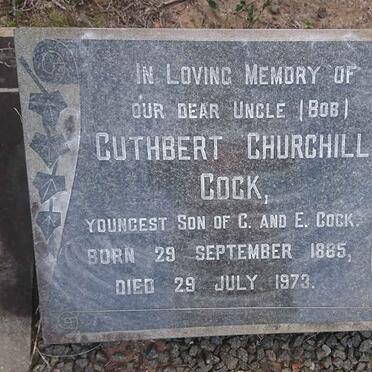 IN LOVING MEMORY OF
OUR DEAR UNCLE (BOB)
CUTHBERT CHURCHILL
COCK,
YOUNGEST SON OF C. AND E. COCK.
BORN 29 SEPTEMBER 1885,
DIED 29 JULY 1973.